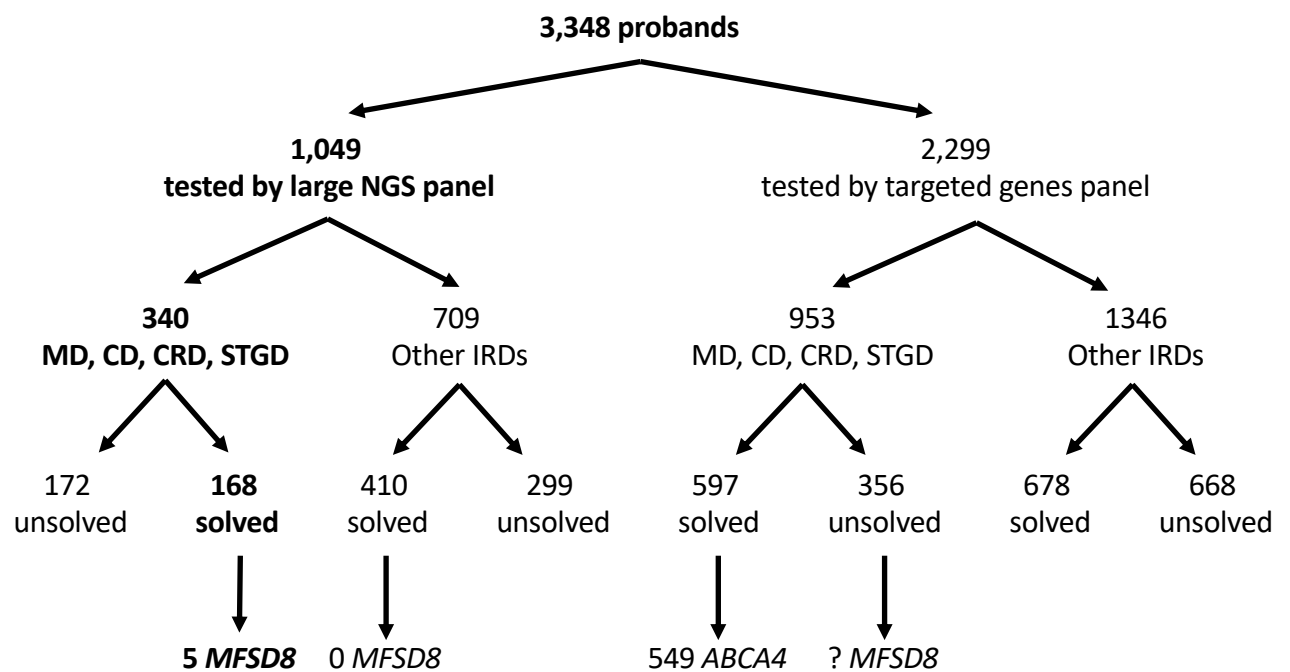 3,348 probands
1,049
tested by large NGS panel
2,299
tested by targeted genes panel
340
MD, CD, CRD, STGD
709
Other IRDs
953
MD, CD, CRD, STGD
1346
Other IRDs
172
unsolved
168
solved
410
solved
299
unsolved
597
solved
356
unsolved
678
solved
668
unsolved
5 MFSD8
0 MFSD8
549 ABCA4
? MFSD8